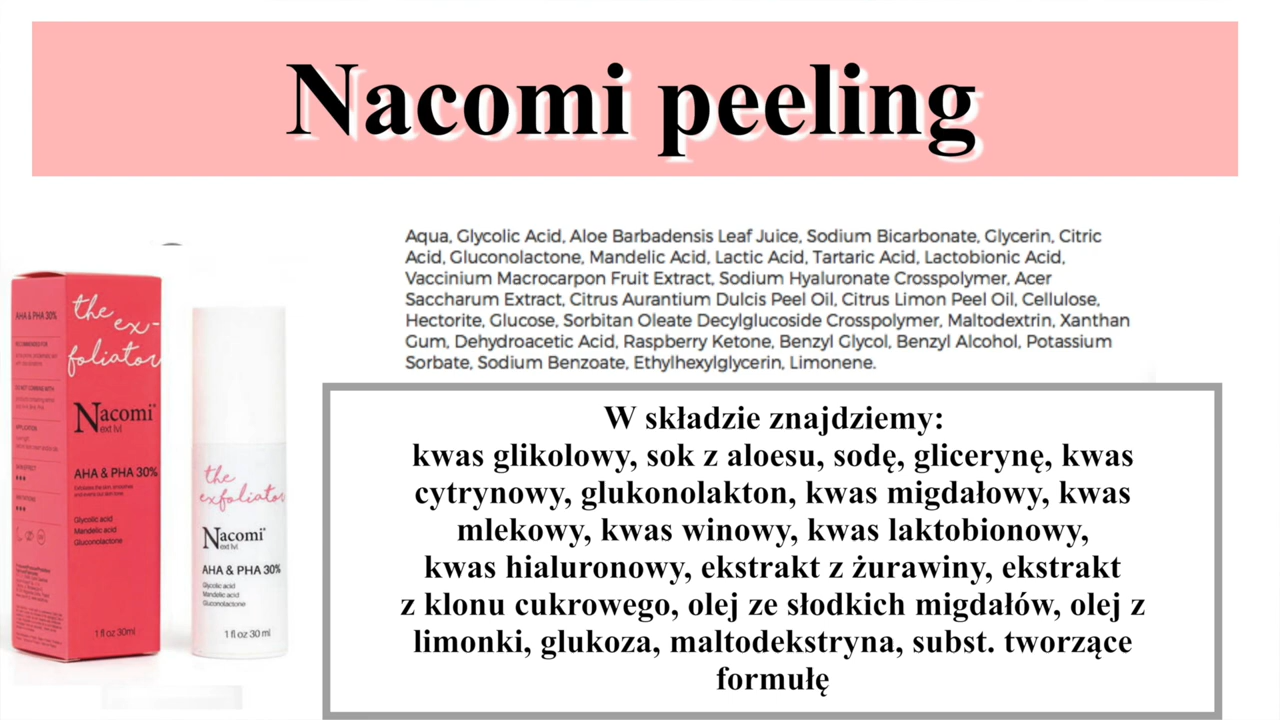 Nacomi peeling
Aqua, Glycolic Acid, Aloe Barbadensis Leaf Juice, Sodium Bicarbonate, Glycerin, Citric
Acid, Gluconolactone, Mandelic Acid, Lactic Acid, Tartaric Acid, Lactobionic Acid,
Vaccinium Macrocarpon Fruit Extract, Sodium Hyaluronate Crosspolymer, Acer
Saccharum Extract, Citrus Aurantium Dulcis Peel Oil, Citrus Limon Peel Oil, Cellulose,
Hectorite, Glucose, Sorbitan Oleate Decylglucoside Crosspolymer, Maltodextrin, Xanthan
Gum, Dehydroacetic Acid, Raspberry Ketone, Benzyl Glycol, Benzyl Alcohol, Potassium
Sorbate, Sodium Benzoate, Ethylhexylglycerin, Limonene.
W składzie znajdziemy:
kwas glikolowy, sok z aloesu, sodę, glicerynę, kwas
cytrynowy, glukonolakton, kwas migdałowy, kwas
mlekowy, kwas winowy, kwas laktobionowy,
kwas hialuronowy, ekstrakt z żurawiny, ekstrakt
z klonu cukrowego, olej ze słodkich migdałów, olej z
limonki, glukoza, maltodekstryna, subst. tworzące
formułę
AHA & PHA 30%
the
ex-
foliator
Nacomi
AHA & PHA 30%
Glycolic acid
Mandelic acid
Gluconolactone
1 fl oz 30ml
the
exfoliator
Nacomi
AHA & PHA 30%
Glycolic acid
Mandelic acid
Gluconolactone
1 fl oz 30 ml